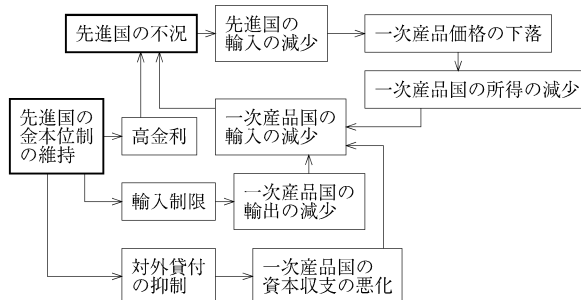 先進国の不況
先進国の
輸入の減少
一次産品価格の下落
一次産品国の所得の減少
先進国の
金本位制
の維持
高金利
一次産品国の
輸入の減少
輸入制限
一次産品国の
輸出の減少
対外貸付
の抑制
一次産品国の
資本収支の悪化